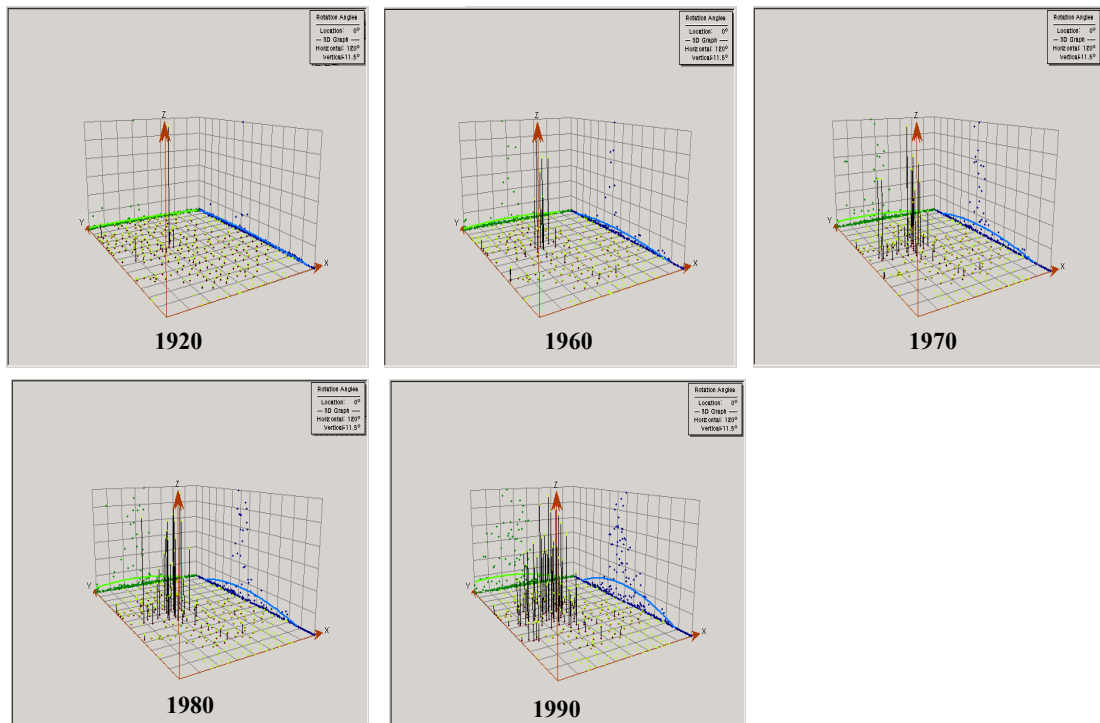 Rotation Angles
Location: 0°
— 3D Graph —
Horizontal: 120°
Vertical:-11.5°
Z
Y
X
1920
Rotation Angles
Location: 0°
— 3D Graph —
Horizontal: 120°
Vertical:-11.5°
Z
Y
X
1960
Rotation Angles
Location: 0°
— 3D Graph —
Horizontal: 120°
Vertical:-11.5°
Z
Y
X
1970
Rotation Angles
Location: 0°
— 3D Graph —
Horizontal: 120°
Vertical:-11.5°
Z
Y
X
1980
Rotation Angles
Location: 0°
— 3D Graph —
Horizontal: 120°
Vertical:-11.5°
Z
Y
X
1990